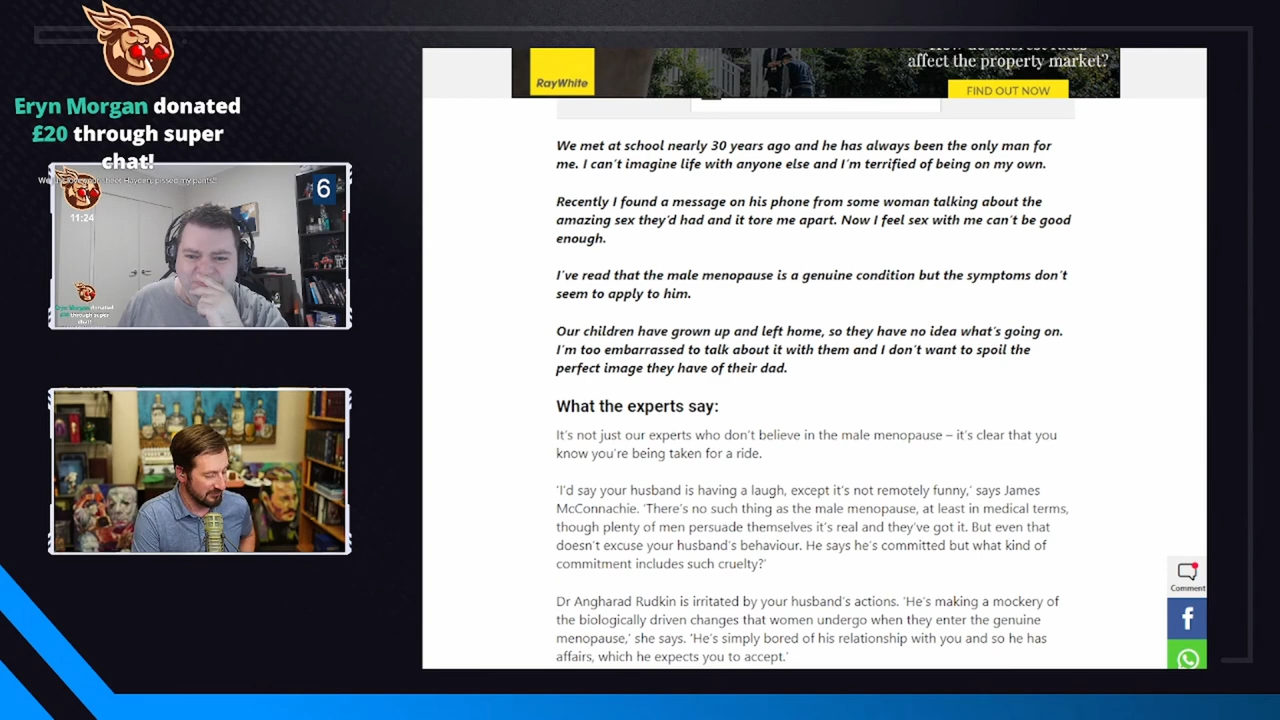 Eryn Morgan donated
£20 through super
chat!
6
11:24
How do interest rates
affect the property market?
RayWhite
FIND OUT NOW
We met at school nearly 30 years ago and he has always been the only man for
me. I can't imagine life with anyone else and I'm terrified of being on my own.
Recently I found a message on his phone from some woman talking about the
amazing sex they'd had and it tore me apart. Now I feel sex with me can't be good
enough.
I've read that the male menopause is a genuine condition but the symptoms don't
seem to apply to him.
Our children have grown up and left home, so they have no idea what's going on.
I'm too embarrassed to talk about it with them and I don't want to spoil the
perfect image they have of their dad.
What the experts say:
It's not just our experts who don't believe in the male menopause – it's clear that you
know you're being taken for a ride.
'I'd say your husband is having a laugh, except it's not remotely funny,' says James
McConnachie. 'There's no such thing as the male menopause, at least in medical terms,
though plenty of men persuade themselves it's real and they've got it. But even that
doesn't excuse your husband's behaviour. He says he's committed but what kind of
commitment includes such cruelty?'
Dr Angharad Rudkin is irritated by your husband's actions. 'He's making a mockery of
the biologically driven changes that women undergo when they enter the genuine
menopause,' she says. 'He's simply bored of his relationship with you and so he has
affairs, which he expects you to accept.'
Comment